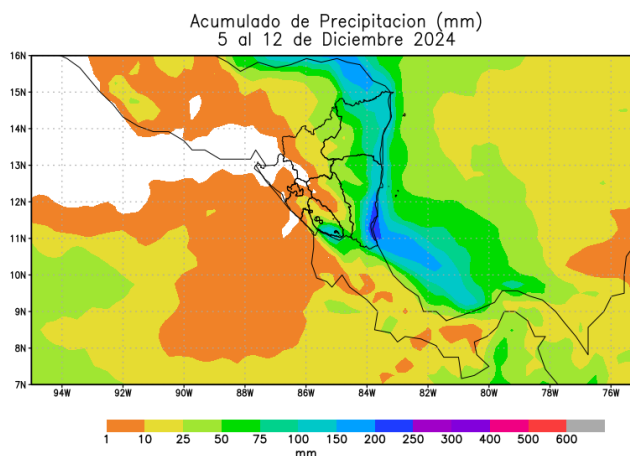 Acumulado de Precipitacion (mm)
5 al 12 de Diciembre 2024
16N
15N
14N
13N
12N
11N
10N
9N
8N
7N
94W 92W 90W 88W 86W 84W 82W 80W 78W 76W
1 10 25 50 75 100 150 200 250 300 400 500 600
mm